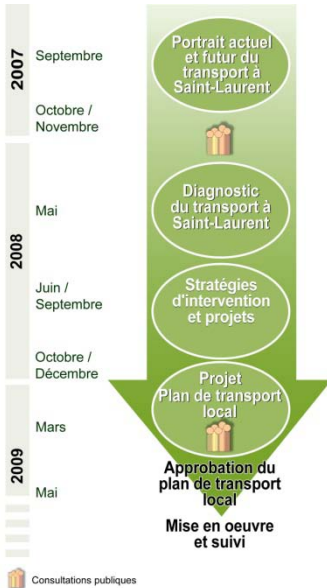 2007
Septembre
Portrait actuel
et futur du
transport à
Saint-Laurent
Octobre /
Novembre
2008
Mai
Diagnostic
du transport à
Saint-Laurent
Juin /
Septembre
Stratégies
d'intervention
et projets
Octobre /
Décembre
2009
Mars
Projet
Plan de transport
local
Mai
Approbation du
plan de transport
local
Mise en oeuvre
et suivi
Consultations publiques